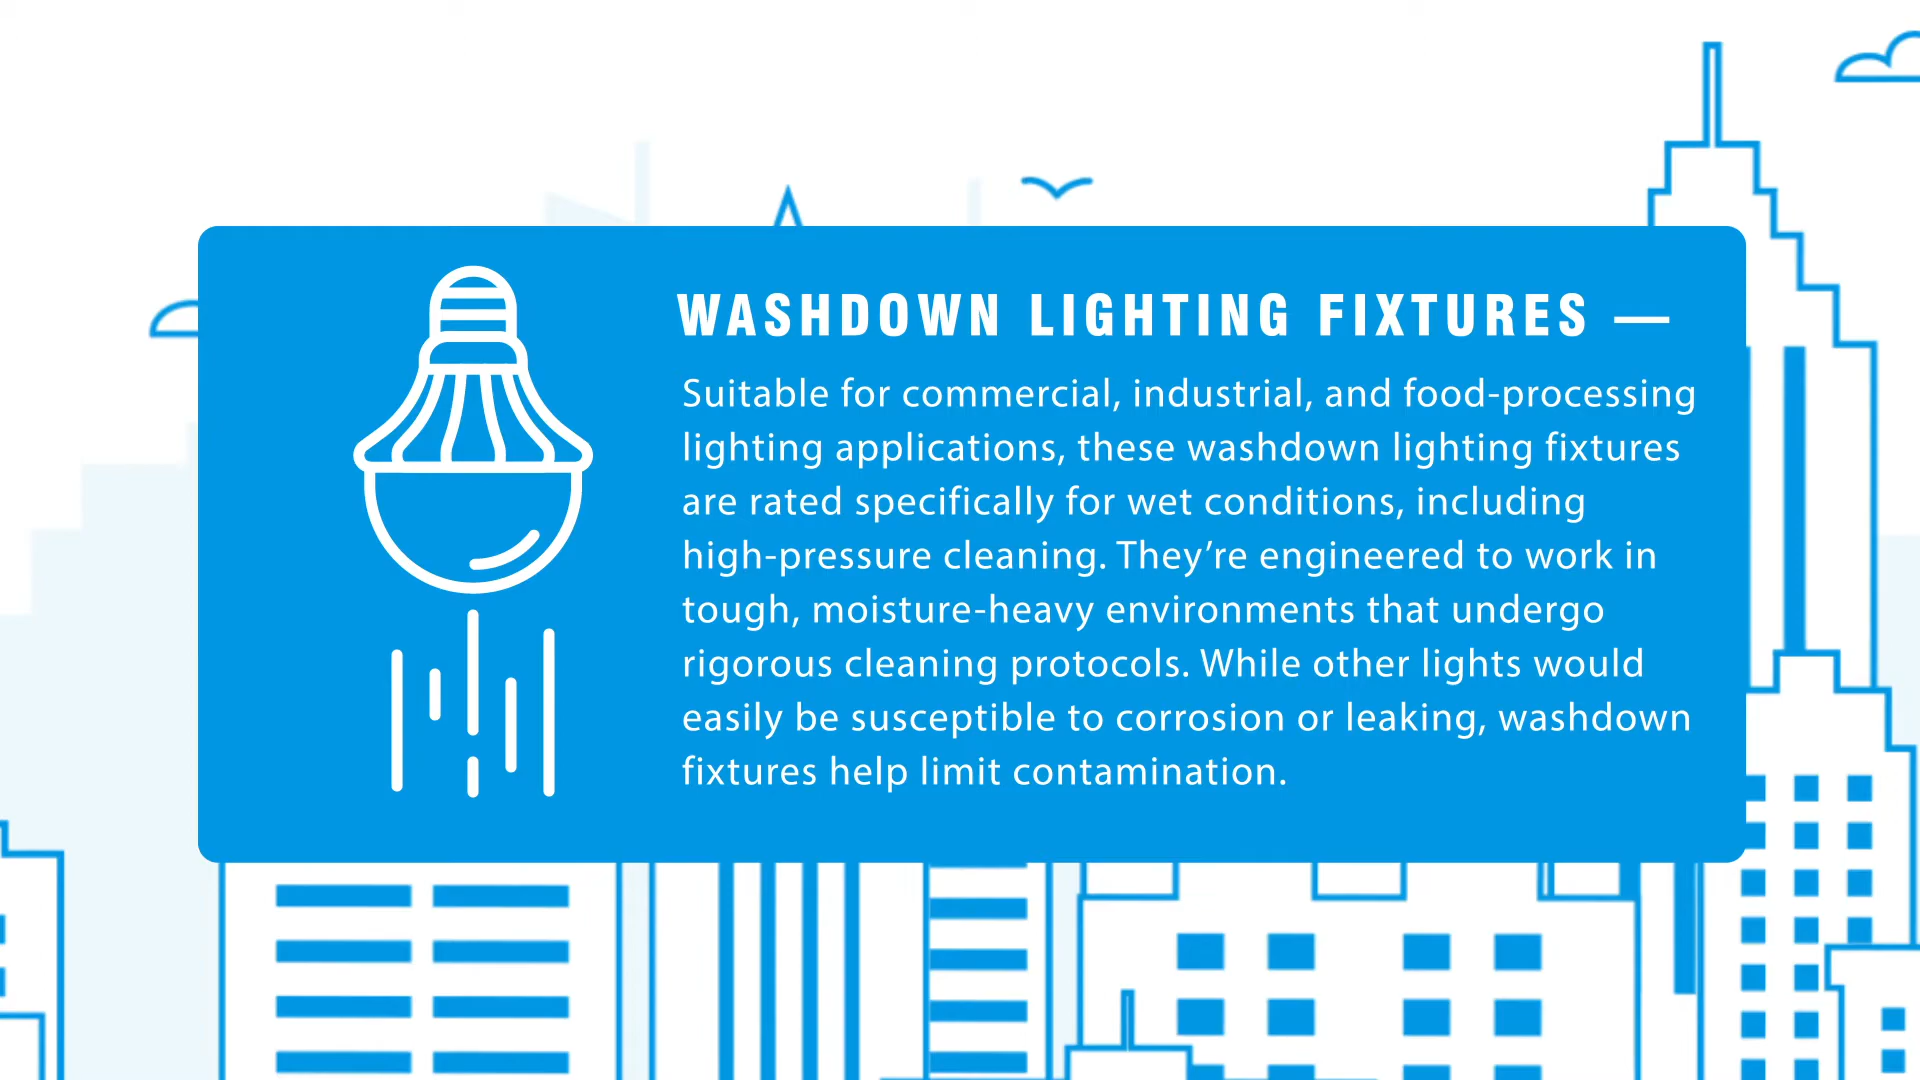 WASHDOWN LIGHTING FIXTURES —
Suitable for commercial, industrial, and food-processing
lighting applications, these washdown lighting fixtures
are rated specifically for wet conditions, including
high-pressure cleaning. They’re engineered to work in
tough, moisture-heavy environments that undergo
rigorous cleaning protocols. While other lights would
easily be susceptible to corrosion or leaking, washdown
fixtures help limit contamination.